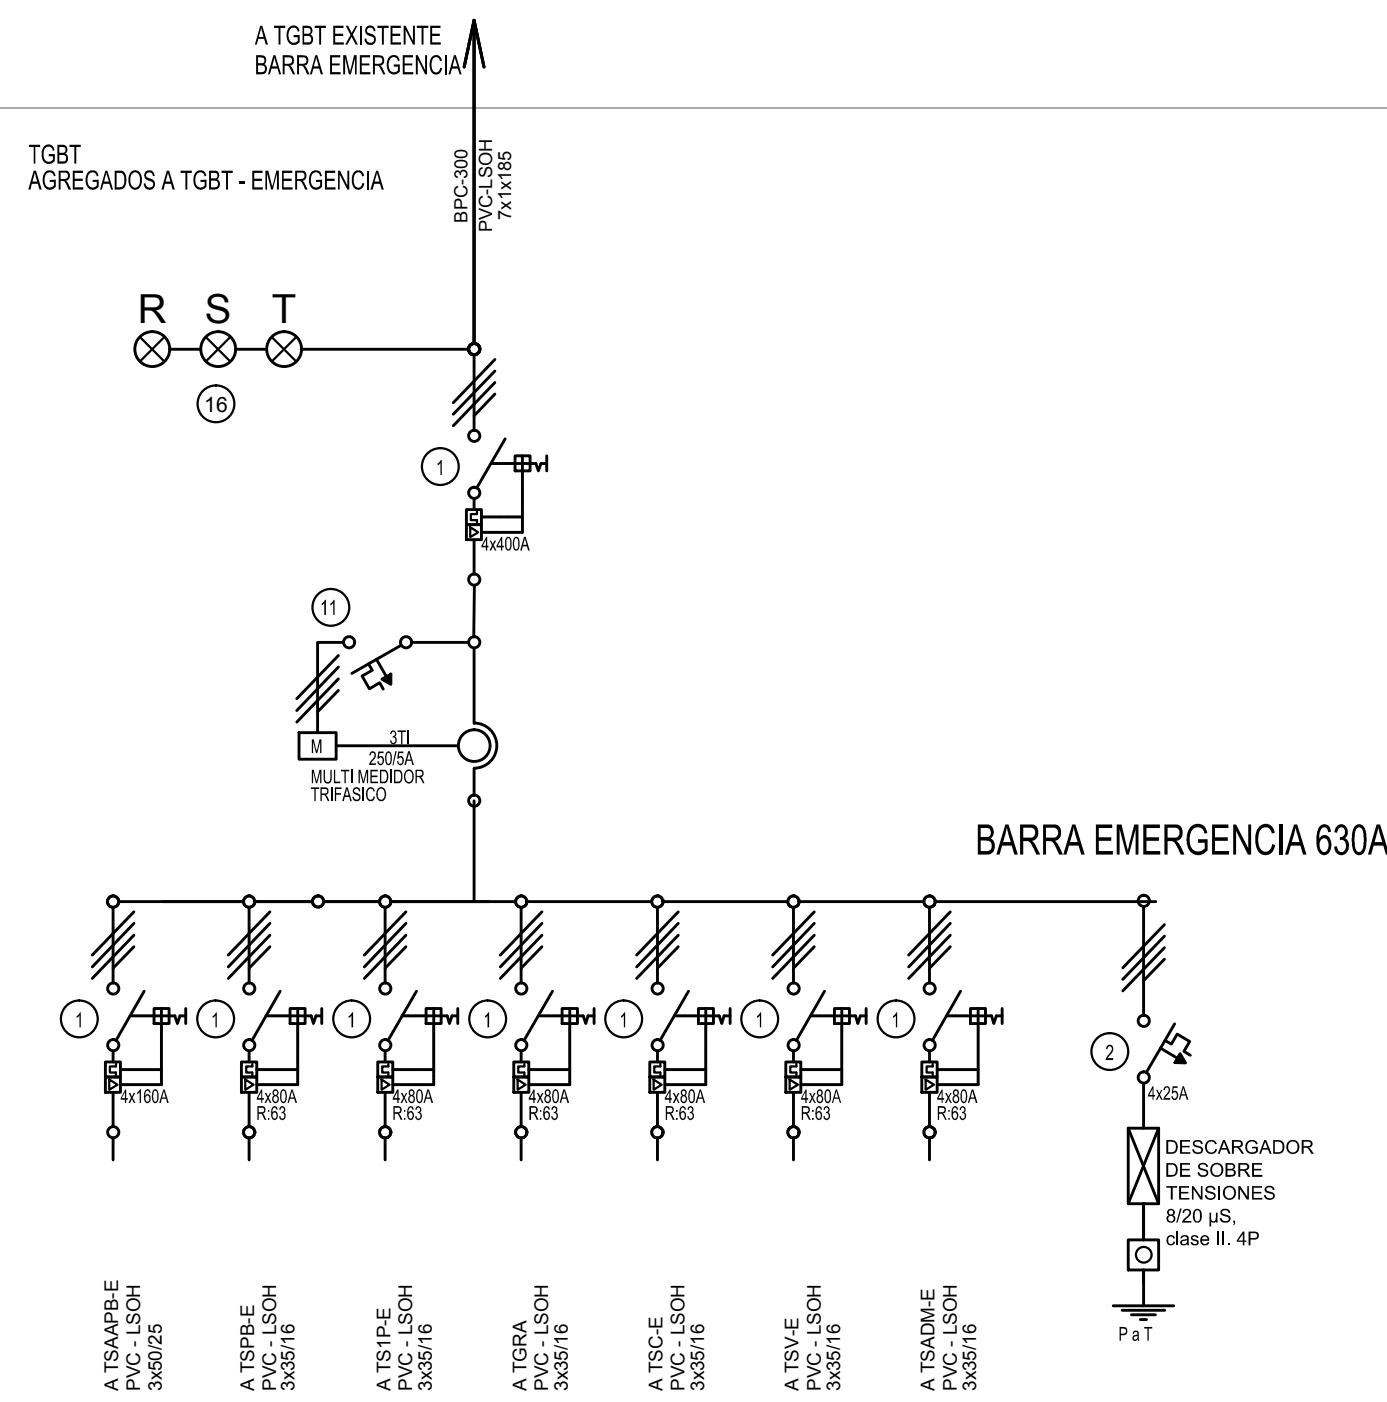 A TGBT EXISTENTE
BARRA EMERGENCIA
TGBT
AGREGADOS A TGBT - EMERGENCIA
BPC-300
PVC-LSOH
7x1x185
R S T
16
1
4x400A
11
M
3TI
250/5A
MULTI MEDIDOR
TRIFASICO
BARRA EMERGENCIA 630A
1
4x160A
1
4x80A
R:63
1
4x80A
R:63
1
4x80A
R:63
1
4x80A
R:63
1
4x80A
R:63
1
4x80A
R:63
2
4x25A
DESCARGADOR
DE SOBRE
TENSIONES
8/20 µS,
clase II. 4P
P a T
A TSAAPB-E
PVC - LSOH
3x50/25
A TSPB-E
PVC - LSOH
3x35/16
A TS1P-E
PVC - LSOH
3x35/16
A TGRA
PVC - LSOH
3x35/16
A TSC-E
PVC - LSOH
3x35/16
A TSV-E
PVC - LSOH
3x35/16
A TSADM-E
PVC - LSOH
3x35/16